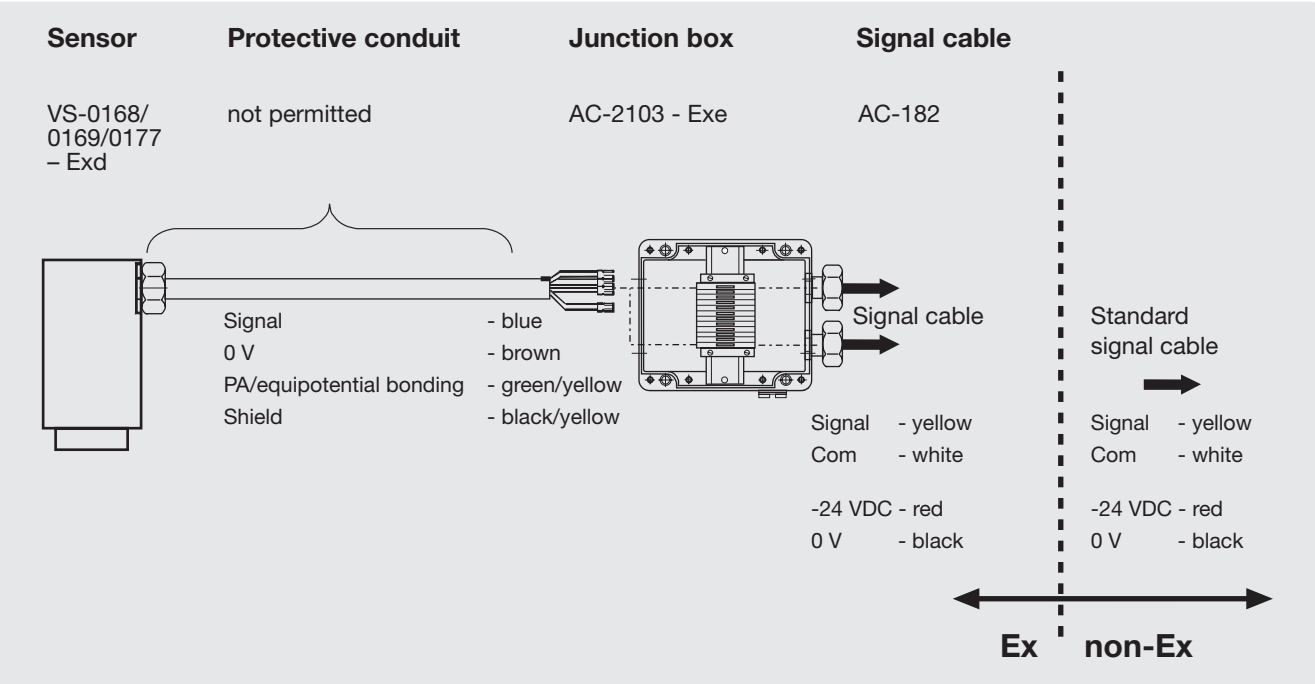 Sensor Protective conduit Junction box Signal cable
VS-0168/ not permitted AC-2103 - Exe AC-182
0169/0177
– Exd
Signal - blue
0 V - brown
PA/equipotential bonding - green/yellow
Shield - black/yellow
Signal cable
Signal - yellow
Com - white
-24 VDC - red
0 V - black
Standard
signal cable
Signal - yellow
Com - white
-24 VDC - red
0 V - black
Ex non-Ex